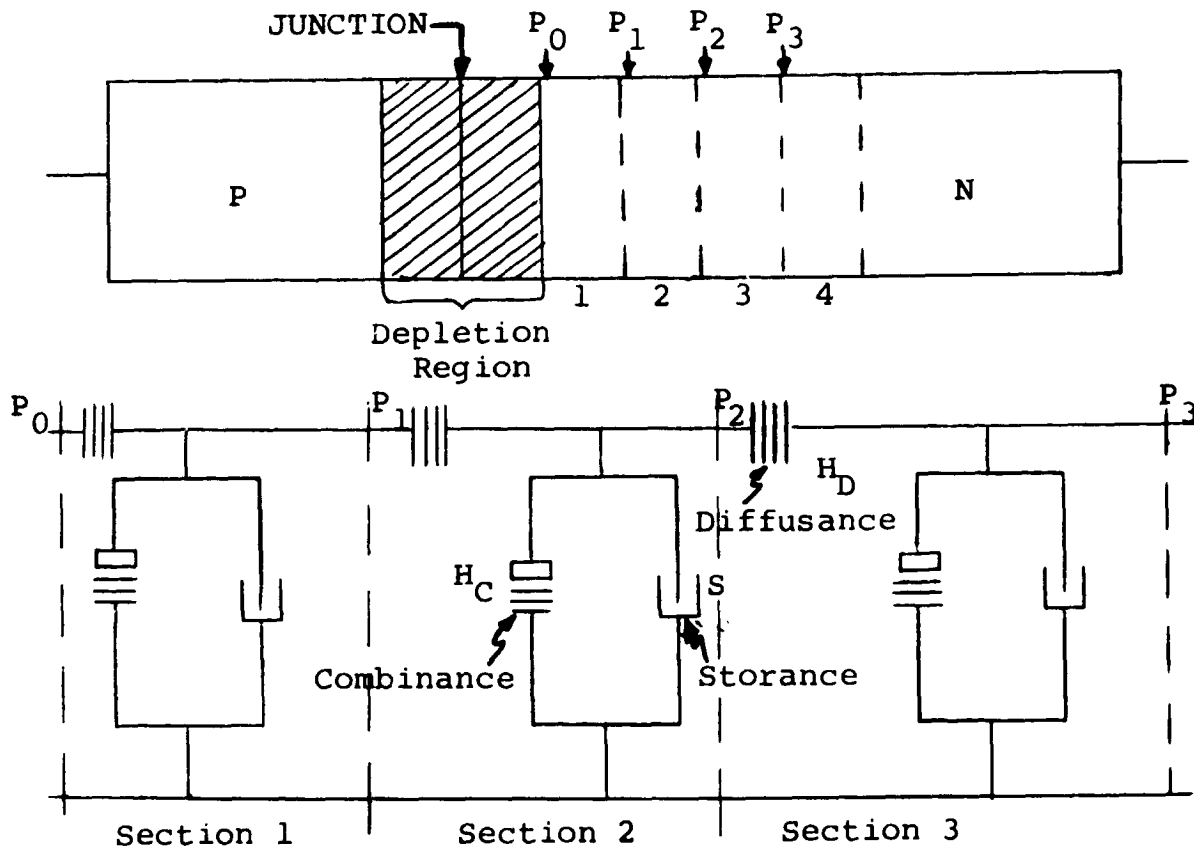 JUNCTION P0 P1 P2 P3
P N
1 2 3 4
Depletion
Region
P0 P1 P2 P3
HD
Diffusance
HC S
Combinance Storance
Section 1 Section 2 Section 3